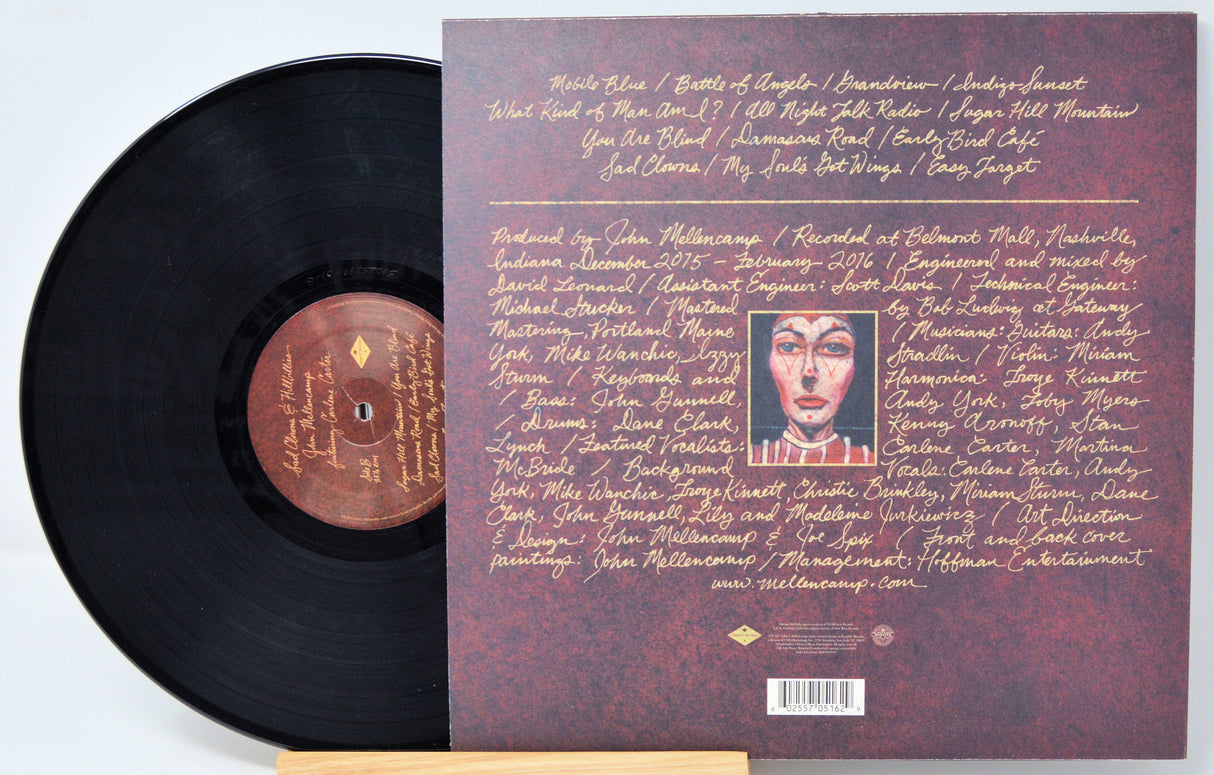 Mobile Blue / Battle of Angels / Grandview / Indigo Sunset
What Kind of Man Am I? / All Night Talk Radio / Sugar Hill Mountain
You Are Blind / Damascus Road / Early Bird Café
Sad Clowns / My Soul's Got Wings / Easy Target
Produced by John Mellencamp / Recorded at Belmont Mall, Nashville,
Indiana December 2015 - February 2016 / Engineered and mixed by
David Leonard / Assistant Engineer: Scott Davis / Technical Engineer:
Michael Stucker / Mastered by Bob Ludwig at Gateway
Mastering, Portland Maine / Musicians: Guitars: Andy
York, Mike Wanchic, Izzy Stradlin / Violin: Miriam
Sturm / Keyboards and Harmonica: Troye Kinnett
/ Bass: John Gunnell, Andy York, Toby Myers
/ Drums: Dane Clark, Kenny Aronoff, Stan
Lynch / Featured Vocalists: Carlene Carter, Martina
McBride / Background Vocals: Carlene Carter, Andy
York, Mike Wanchic, Troye Kinnett, Christie Brinkley, Miriam Sturm, Dane
Clark, John Gunnell, Lily and Madeleine Jurkiewicz / Art Direction
& Design: John Mellencamp & Joe Spix / Front and back cover
paintings: John Mellencamp / Management: Hoffman Entertainment
www.mellencamp.com
6 02557 05162 9
Sad Clowns & Hillbillies
John Mellencamp
featuring Carlene Carter
Side B
33⅓ RPM
Sugar Hill Mountain / You Are Blind
Damascus Road / Early Bird Café
Sad Clowns / My Soul's Got Wings